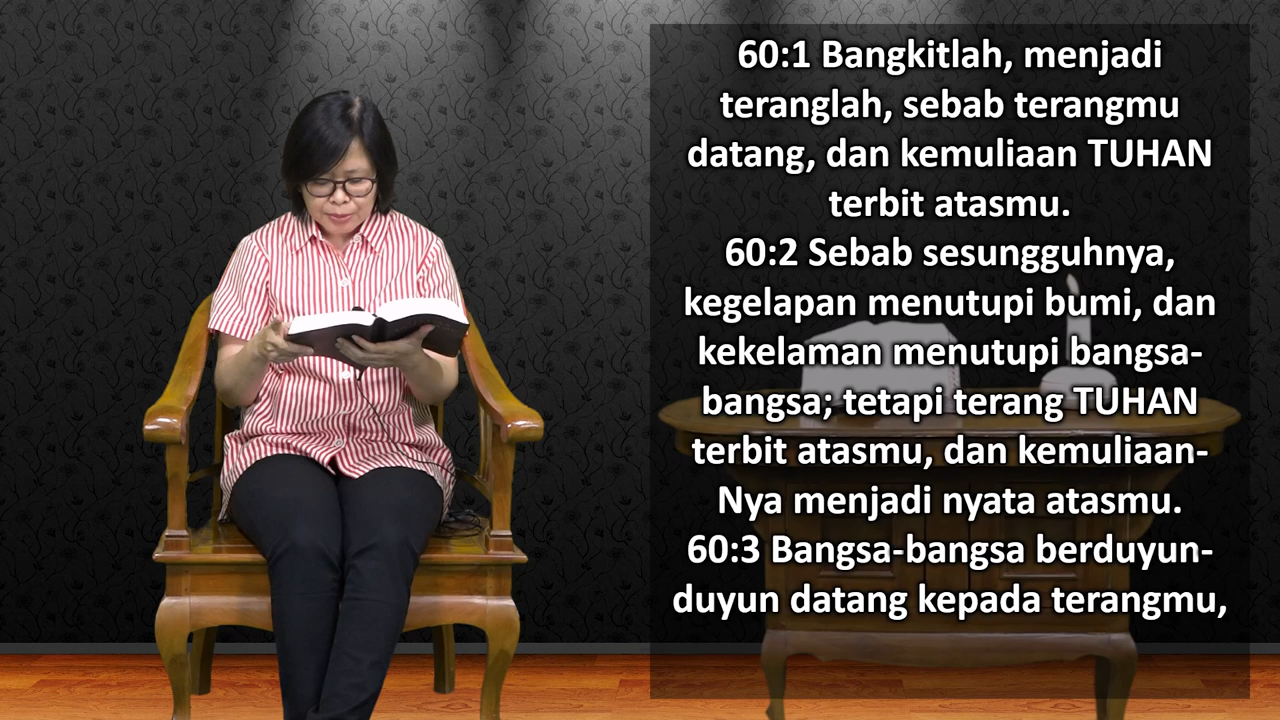 60:1 Bangkitlah, menjadi
teranglah, sebab terangmu
datang, dan kemuliaan TUHAN
terbit atasmu.
60:2 Sebab sesungguhnya,
kegelapan menutupi bumi, dan
kekelaman menutupi bangsa-
bangsa; tetapi terang TUHAN
terbit atasmu, dan kemuliaan-
Nya menjadi nyata atasmu.
60:3 Bangsa-bangsa berduyun-
duyun datang kepada terangmu,